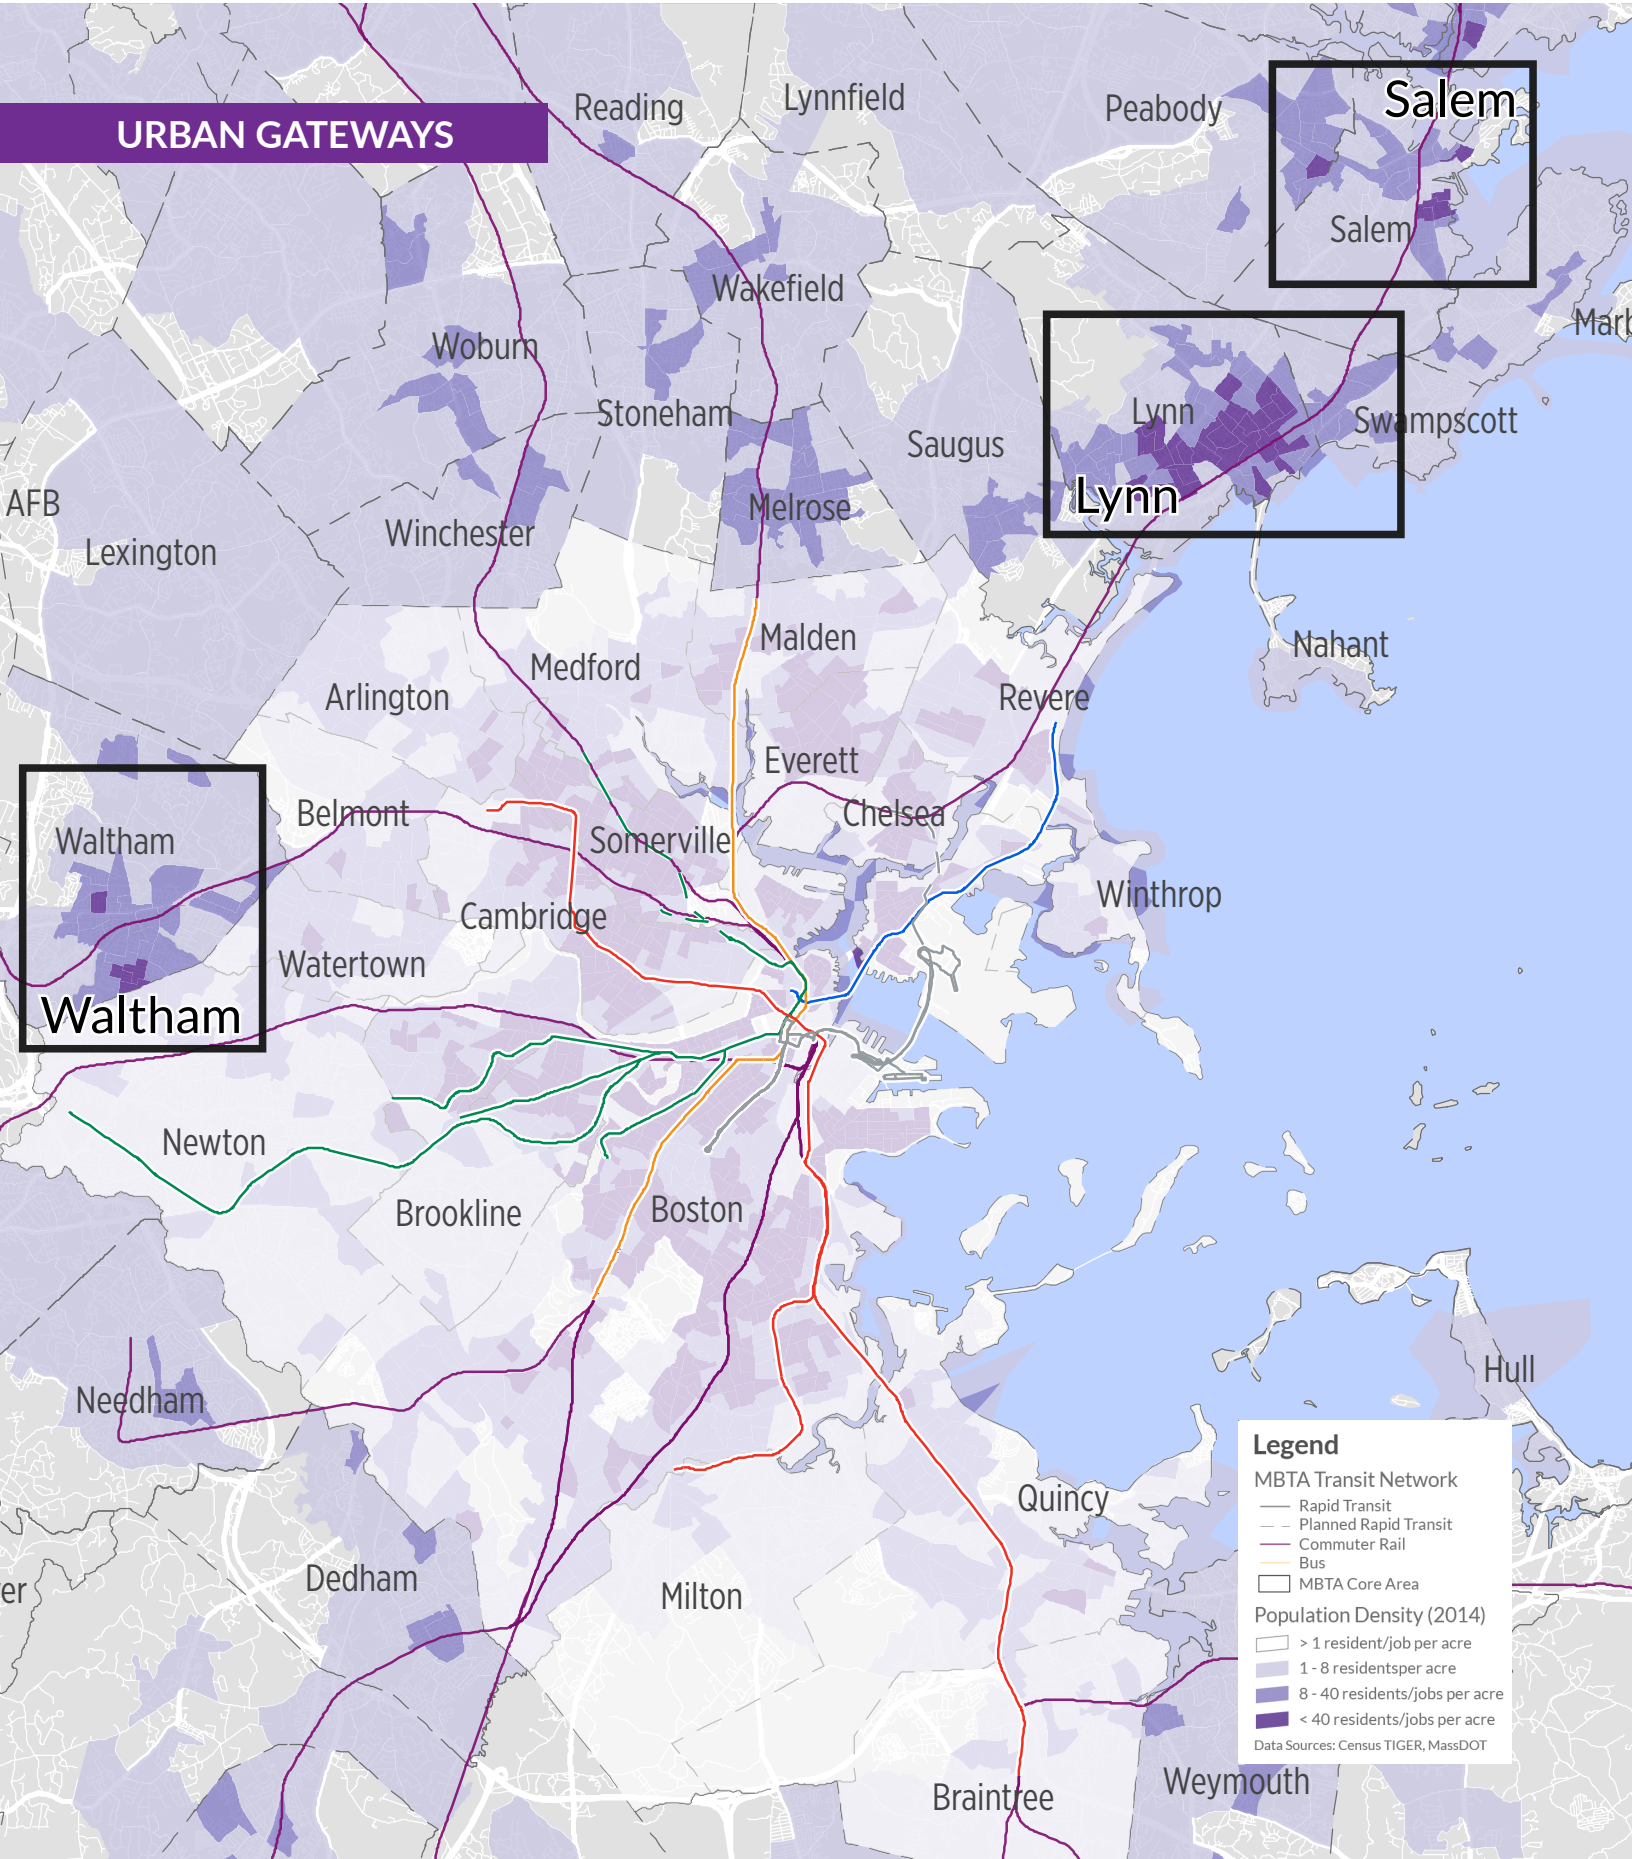 URBAN GATEWAYS
Reading
Lynnfield
Peabody
Salem
Salem
Wakefield
Woburn
Marb
Stoneham
Lynn
Swampscott
Saugus
Lynn
Melrose
AFB
Winchester
Lexington
Malden
Nahant
Medford
Arlington
Revere
Everett
Belmont
Chelsea
Waltham
Somerville
Winthrop
Cambridge
Watertown
Waltham
Newton
Brookline
Boston
Needham
Hull
Quincy
Dedham
er
Milton
Weymouth
Braintree
Legend
MBTA Transit Network
Rapid Transit
Planned Rapid Transit
Commuter Rail
Bus
MBTA Core Area
Population Density (2014)
> 1 resident/job per acre
1 - 8 residentsper acre
8 - 40 residents/jobs per acre
< 40 residents/jobs per acre
Data Sources: Census TIGER, MassDOT